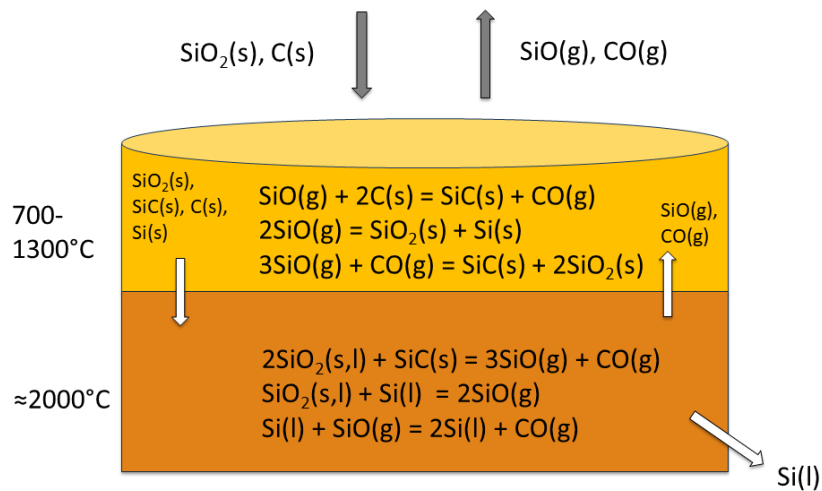 SiO₂(s), C(s)
SiO(g), CO(g)
700-
1300°C
SiO₂(s),
SiC(s), C(s),
Si(s)
SiO(g) + 2C(s) = SiC(s) + CO(g)
2SiO(g) = SiO₂(s) + Si(s)
3SiO(g) + CO(g) = SiC(s) + 2SiO₂(s)
SiO(g),
CO(g)
≈2000°C
2SiO₂(s,l) + SiC(s) = 3SiO(g) + CO(g)
SiO₂(s,l) + Si(l) = 2SiO(g)
Si(l) + SiO(g) = 2Si(l) + CO(g)
Si(l)